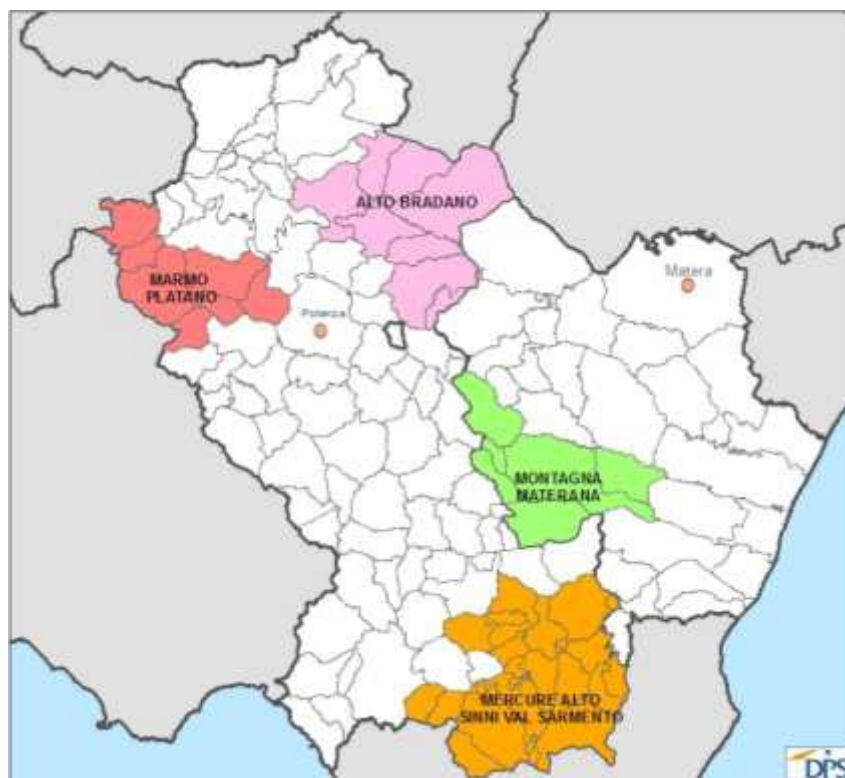 ALTO BRADANO
MARMO
PLATANO
Potenza
Matera
MONTAGNA
MATERANA
MERCURE ALTO
SINNI VAL SARMENTO
DPS